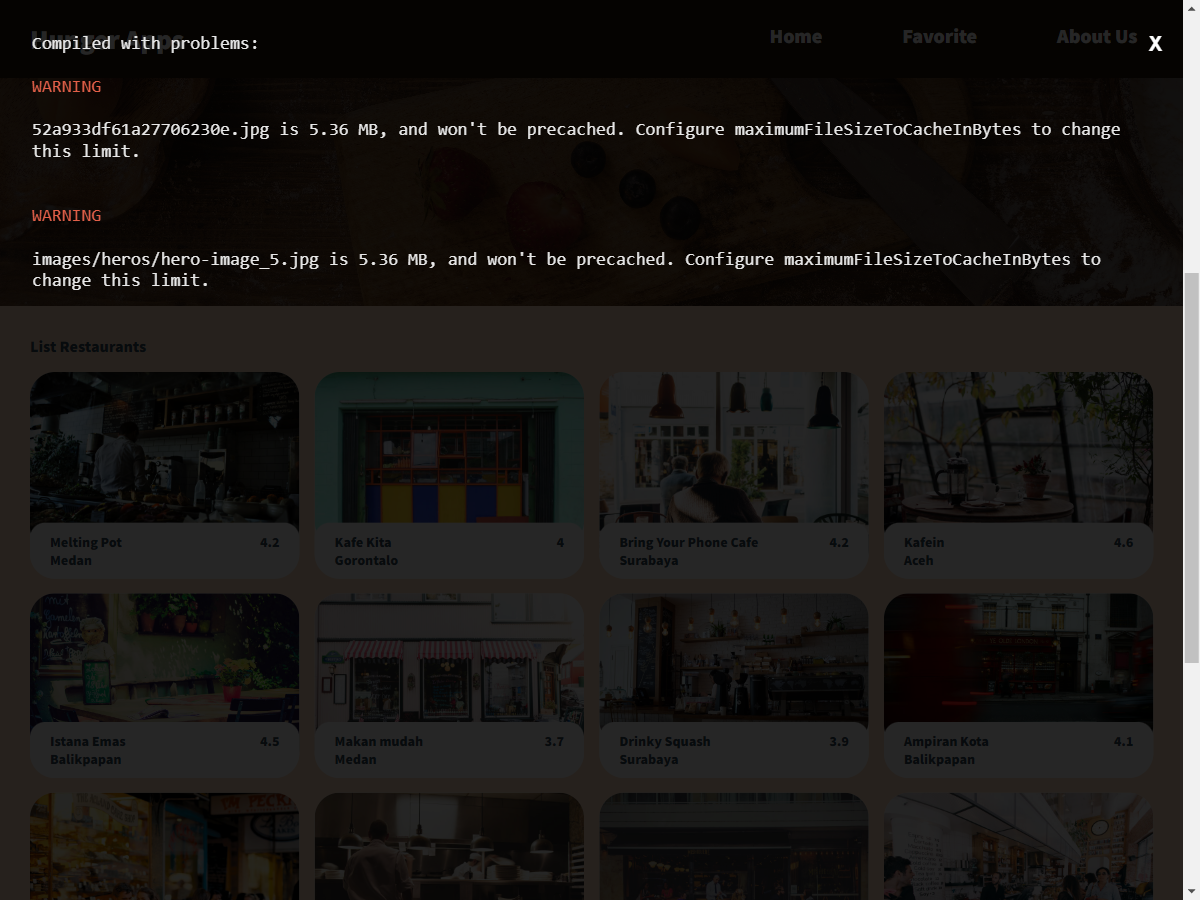 Hunger Apps
Home
Favorite
About Us
Compiled with problems:
X
WARNING
52a933df61a27706230e.jpg is 5.36 MB, and won't be precached. Configure maximumFileSizeToCacheInBytes to change
this limit.
WARNING
images/heros/hero-image_5.jpg is 5.36 MB, and won't be precached. Configure maximumFileSizeToCacheInBytes to
change this limit.
List Restaurants
Melting Pot 4.2
Medan
Kafe Kita 4
Gorontalo
Bring Your Phone Cafe 4.2
Surabaya
Kafein 4.6
Aceh
Istana Emas 4.5
Balikpapan
Makan mudah 3.7
Medan
Drinky Squash 3.9
Surabaya
Ampiran Kota 4.1
Balikpapan